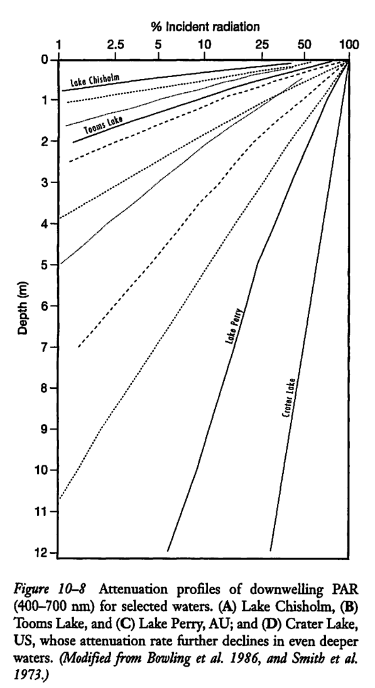 % Incident radiation
1 2.5 5 10 25 50 100
0
Lake Chisholm
1
Tooms Lake
2
3
4
5
Depth (m)
6
Lake Perry
7
8
Crater Lake
9
10
11
12
Figure 10–8 Attenuation profiles of downwelling PAR
(400–700 nm) for selected waters. (A) Lake Chisholm, (B)
Tooms Lake, and (C) Lake Perry, AU; and (D) Crater Lake,
US, whose attenuation rate further declines in even deeper
waters. (Modified from Bowling et al. 1986, and Smith et al.
1973.)